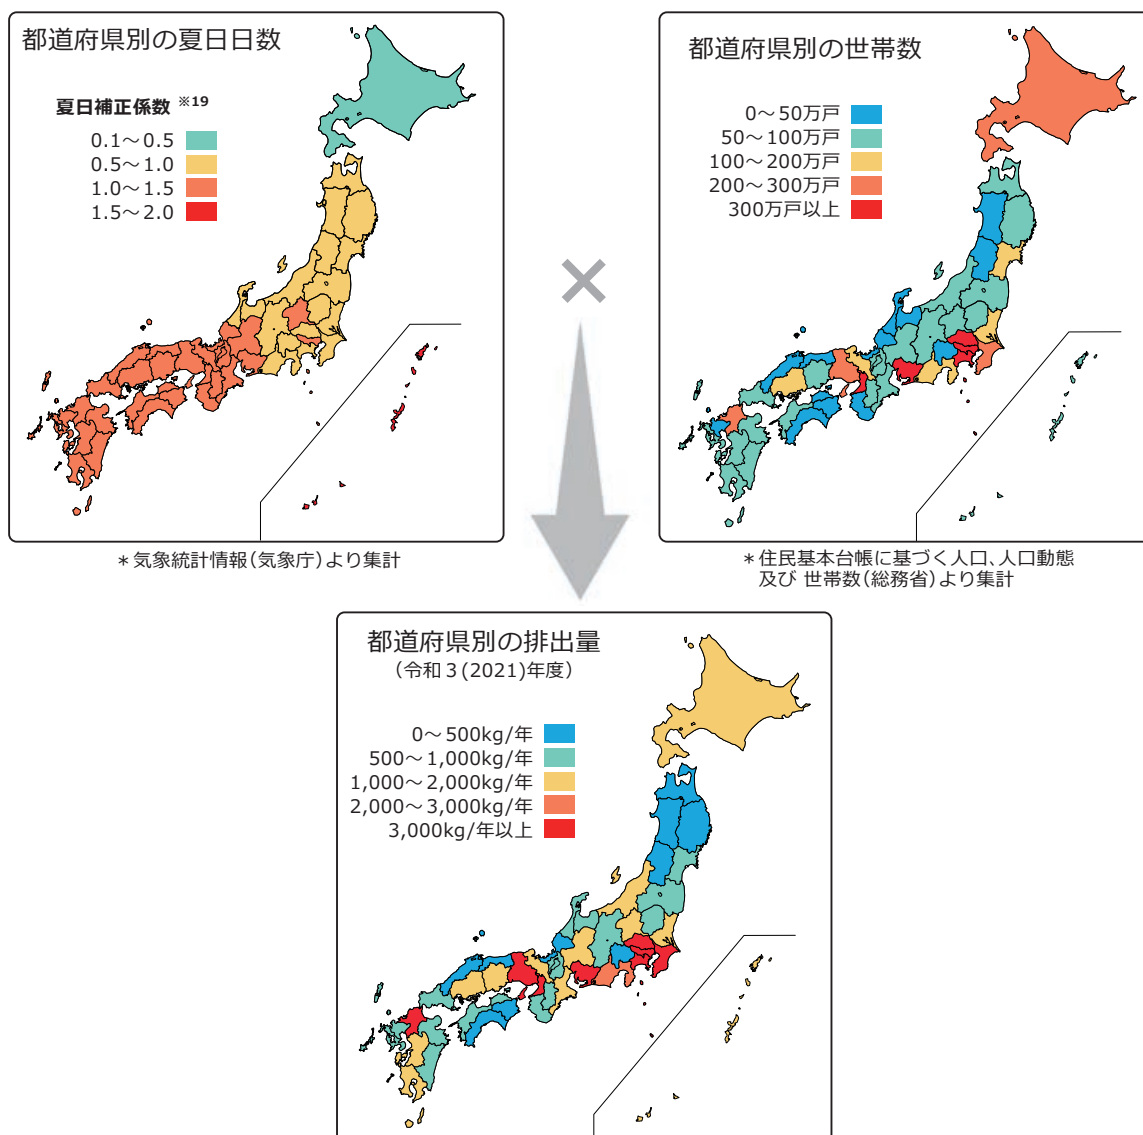 都道府県別の夏日日数
夏日補正係数 ※19
0.1～0.5
0.5～1.0
1.0～1.5
1.5～2.0
＊気象統計情報（気象庁）より集計
×
都道府県別の世帯数
0～50万戸
50～100万戸
100～200万戸
200～300万戸
300万戸以上
＊住民基本台帳に基づく人口、人口動態
及び 世帯数（総務省）より集計
都道府県別の排出量
（令和3(2021)年度）
0～500kg/年
500～1,000kg/年
1,000～2,000kg/年
2,000～3,000kg/年
3,000kg/年以上